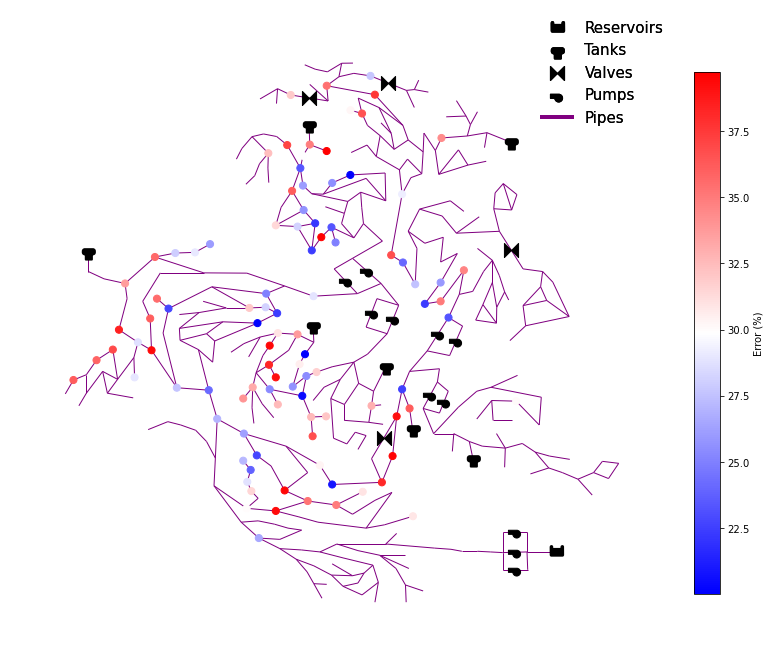 Reservoirs
Tanks
Valves
Pumps
Pipes
37.5
35.0
32.5
30.0
27.5
25.0
22.5
Error (%)